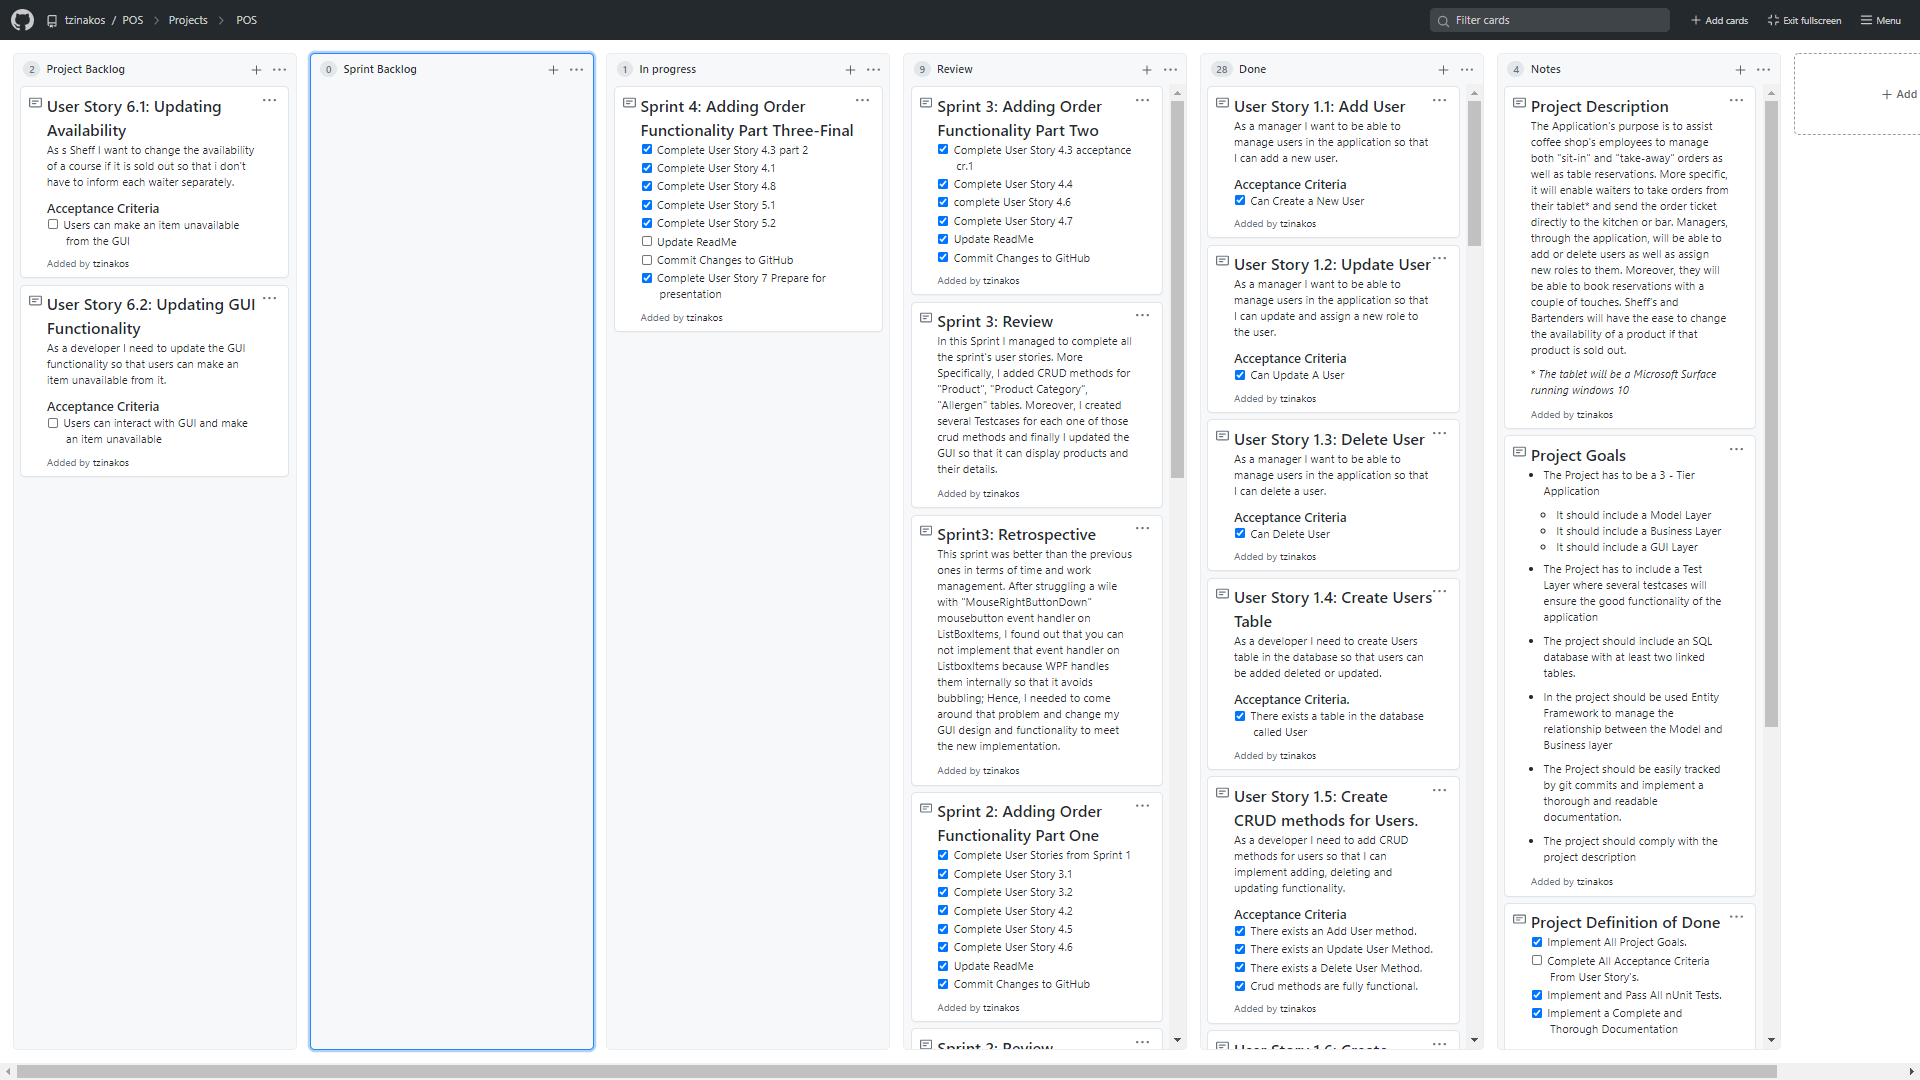 tzinakos / POS > Projects > POS
Filter cards
Add cards
Exit fullscreen
Menu
2 Project Backlog
User Story 6.1: Updating
Availability
As s Sheff I want to change the availability
of a course if it is sold out so that i don't
have to inform each waiter separately.
Acceptance Criteria
Users can make an item unavailable
from the GUI
Added by tzinakos
User Story 6.2: Updating GUI
Functionality
As a developer I need to update the GUI
functionality so that users can make an
item unavailable from it.
Acceptance Criteria
Users can interact with GUI and make
an item unavailable
Added by tzinakos
0 Sprint Backlog
1 In progress
Sprint 4: Adding Order
Functionality Part Three-Final
Complete User Story 4.3 part 2
Complete User Story 4.1
Complete User Story 4.8
Complete User Story 5.1
Complete User Story 5.2
Update ReadMe
Commit Changes to GitHub
Complete User Story 7 Prepare for
presentation
Added by tzinakos
9 Review
Sprint 3: Adding Order
Functionality Part Two
Complete User Story 4.3 acceptance
cr.1
Complete User Story 4.4
complete User Story 4.6
Complete User Story 4.7
Update ReadMe
Commit Changes to GitHub
Added by tzinakos
Sprint 3: Review
In this Sprint I managed to complete all
the sprint's user stories. More
Specifically, I added CRUD methods for
"Product", "Product Category",
"Allergen" tables. Moreover, I created
several Testcases for each one of those
crud methods and finally I updated the
GUI so that it can display products and
their details.
Added by tzinakos
Sprint3: Retrospective
This sprint was better than the previous
ones in terms of time and work
management. After struggling a wile
with "MouseRightButtonDown"
mousebutton event handler on
ListBoxItems, I found out that you can
not implement that event handler on
ListboxItems because WPF handles
them internally so that it avoids
bubbling; Hence, I needed to come
around that problem and change my
GUI design and functionality to meet
the new implementation.
Added by tzinakos
Sprint 2: Adding Order
Functionality Part One
Complete User Stories from Sprint 1
Complete User Story 3.1
Complete User Story 3.2
Complete User Story 4.2
Complete User Story 4.5
Complete User Story 4.6
Update ReadMe
Commit Changes to GitHub
Added by tzinakos
Sprint 2: Review
28 Done
User Story 1.1: Add User
As a manager I want to be able to
manage users in the application so that
I can add a new user.
Acceptance Criteria
Can Create a New User
Added by tzinakos
User Story 1.2: Update User
As a manager I want to be able to
manage users in the application so that
I can update and assign a new role to
the user.
Acceptance Criteria
Can Update A User
Added by tzinakos
User Story 1.3: Delete User
As a manager I want to be able to
manage users in the application so that
I can delete a user.
Acceptance Criteria
Can Delete User
Added by tzinakos
User Story 1.4: Create Users
Table
As a developer I need to create Users
table in the database so that users can
be added deleted or updated.
Acceptance Criteria.
There exists a table in the database
called User
Added by tzinakos
User Story 1.5: Create
CRUD methods for Users.
As a developer I need to add CRUD
methods for users so that I can
implement adding, deleting and
updating functionality.
Acceptance Criteria
There exists an Add User method.
There exists an Update User Method.
There exists a Delete User Method.
Crud methods are fully functional.
Added by tzinakos
User Story 1.6: Create
4 Notes
Project Description
The Application's purpose is to assist
coffee shop's employees to manage
both "sit-in" and "take-away" orders as
well as table reservations. More specific,
it will enable waiters to take orders from
their tablet* and send the order ticket
directly to the kitchen or bar. Managers,
through the application, will be able to
add or delete users as well as assign
new roles to them. Moreover, they will
be able to book reservations with a
couple of touches. Sheff's and
Bartenders will have the ease to change
the availability of a product if that
product is sold out.
* The tablet will be a Microsoft Surface
running windows 10
Added by tzinakos
Project Goals
The Project has to be a 3 - Tier
Application
It should include a Model Layer
It should include a Business Layer
It should include a GUI Layer
The Project has to include a Test
Layer where several testcases will
ensure the good functionality of the
application
The project should include an SQL
database with at least two linked
tables.
In the project should be used Entity
Framework to manage the
relationship between the Model and
Business layer
The Project should be easily tracked
by git commits and implement a
thorough and readable
documentation.
The project should comply with the
project description
Added by tzinakos
Project Definition of Done
Implement All Project Goals.
Complete All Acceptance Criteria
From User Story's.
Implement and Pass All nUnit Tests.
Implement a Complete and
Thorough Documentation
Add